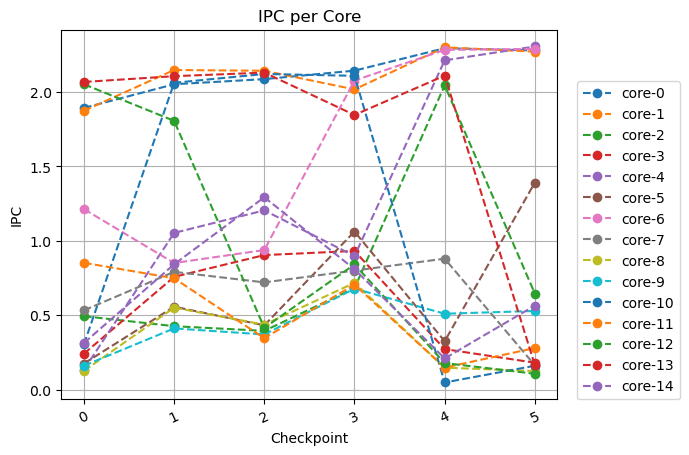 IPC per Core
IPC
2.0
1.5
1.0
0.5
0.0
0
1
2
3
4
5
Checkpoint
core-0
core-1
core-2
core-3
core-4
core-5
core-6
core-7
core-8
core-9
core-10
core-11
core-12
core-13
core-14